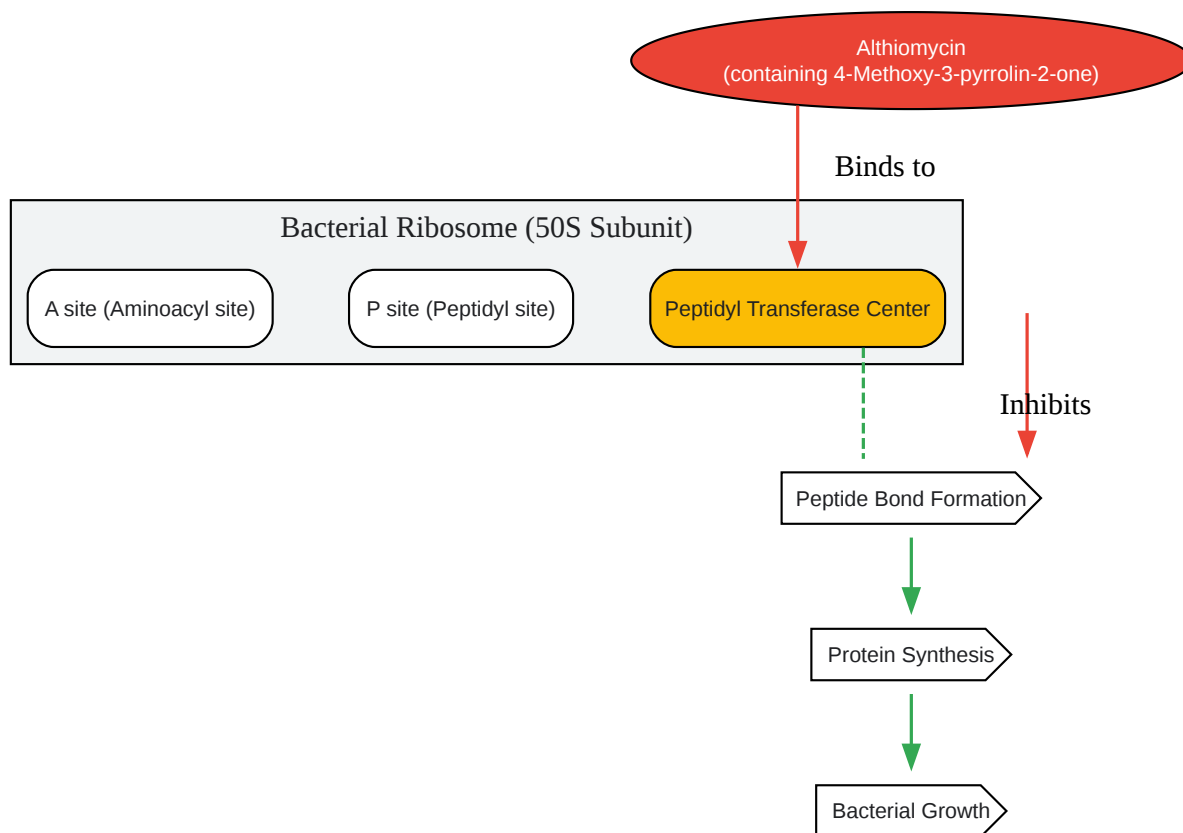 Althiomycin
(containing 4-Methoxy-3-pyrrolin-2-one)
Binds to
Bacterial Ribosome (50S Subunit)
A site (Aminoacyl site)
P site (Peptidyl site)
Peptidyl Transferase Center
Inhibits
Peptide Bond Formation
Protein Synthesis
Bacterial Growth